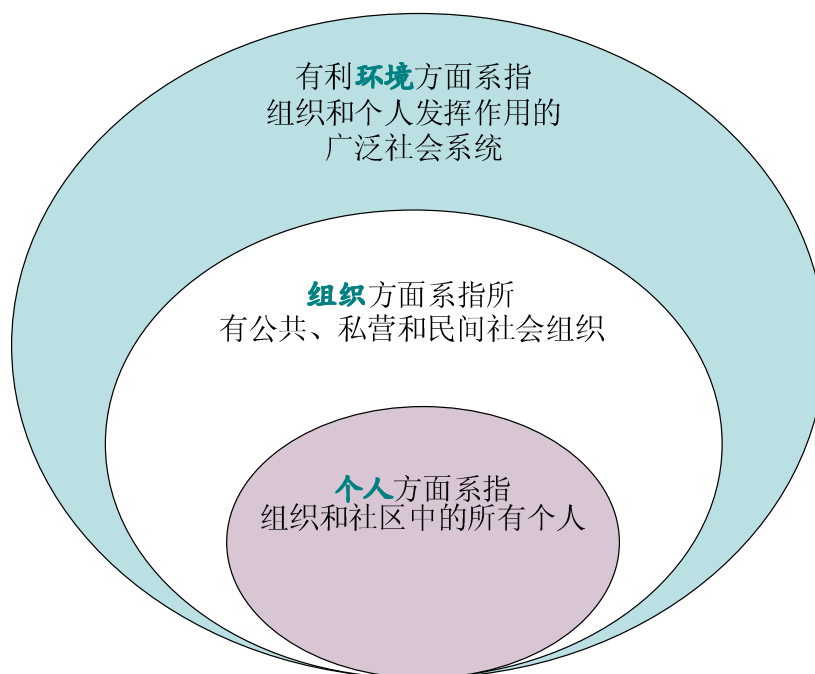 有利环境方面系指
组织和个人发挥作用的
广泛社会系统
组织方面系指所
有公共、私营和民间社会组织
个人方面系指
组织和社区中的所有个人